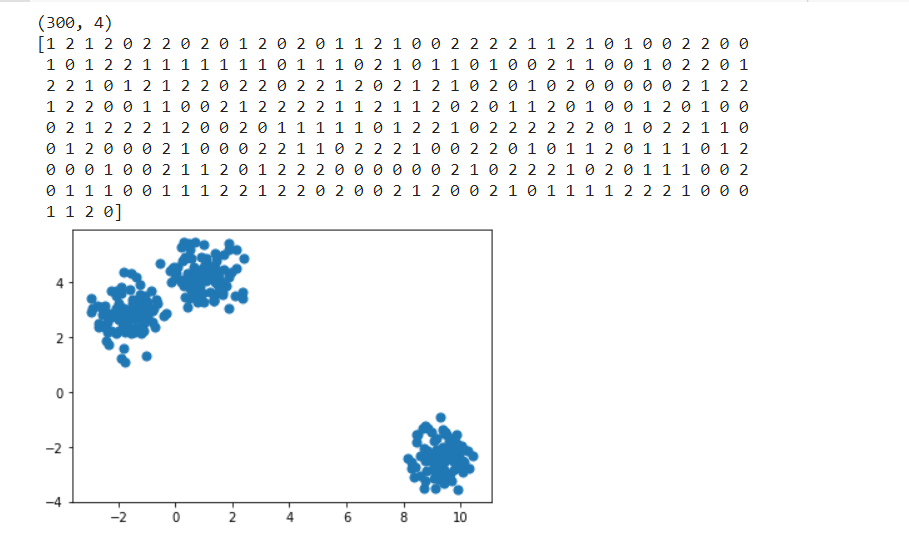 (300, 4)
[1 2 1 2 0 2 2 0 2 0 1 2 0 2 0 1 1 2 1 0 0 2 2 2 2 1 1 2 1 0 1 0 0 2 2 0 0
1 0 1 2 2 1 1 1 1 1 1 1 0 1 1 1 0 2 1 0 1 1 0 1 0 0 2 1 1 0 0 1 0 2 2 0 1
2 2 1 0 1 2 1 2 2 0 2 2 0 2 2 1 2 0 2 1 2 1 0 2 0 1 0 2 0 0 0 0 0 2 1 2 2
1 2 2 0 0 1 1 0 0 2 1 2 2 2 2 1 1 2 1 1 2 0 2 0 1 1 2 0 1 0 0 1 2 0 1 0 0
0 2 1 2 2 2 1 2 0 0 2 0 1 1 1 1 1 0 1 2 2 1 0 2 2 2 2 2 2 0 1 0 2 2 1 1 0
0 1 2 0 0 0 2 1 0 0 0 2 2 1 1 0 2 2 2 1 0 0 2 2 0 1 0 1 1 2 0 1 1 1 0 1 2
0 0 0 1 0 0 2 1 1 2 0 1 2 2 2 0 0 0 0 0 0 2 1 0 2 2 2 1 0 2 0 1 1 1 0 0 2
0 1 1 1 0 0 1 1 1 2 2 1 2 2 0 2 0 0 2 1 2 0 0 2 1 0 1 1 1 1 2 2 2 1 0 0 0
1 1 2 0]
4
2
0
−2
−4
−2 0 2 4 6 8 10